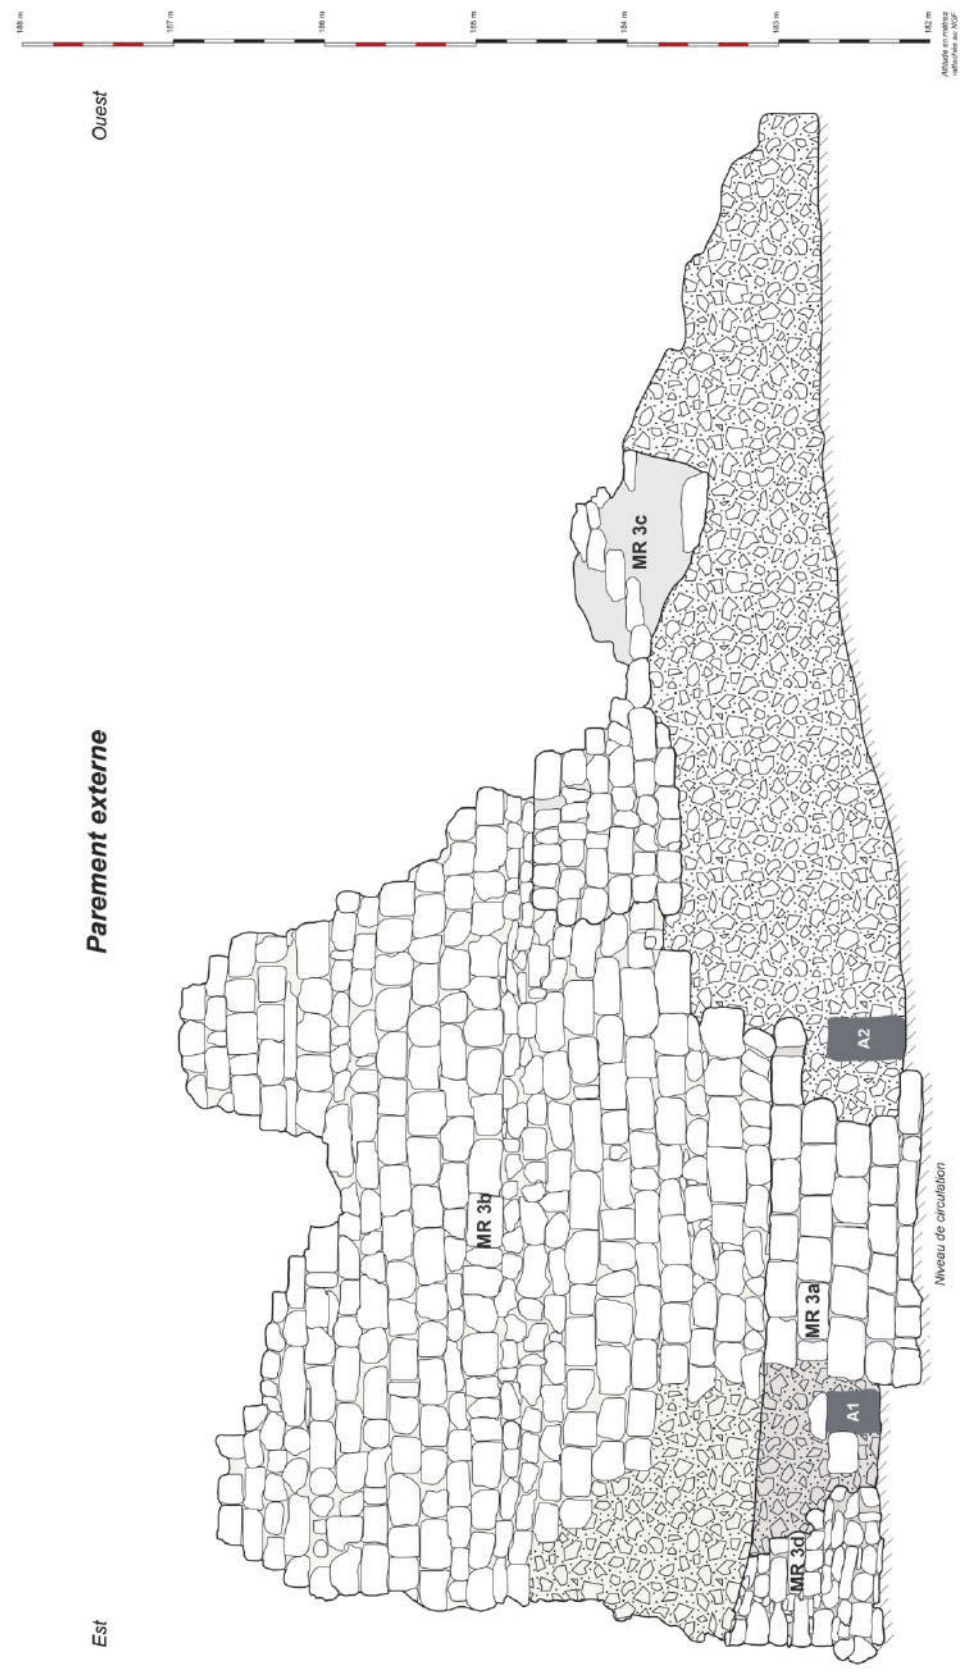 188 m
187 m
186 m
185 m
184 m
183 m
182 m
Altitude en mètres
rattachée au NGF
Parement externe
Est
Ouest
MR 3c
MR 3b
MR 3a
MR 3d
A1
A2
Niveau de circulation